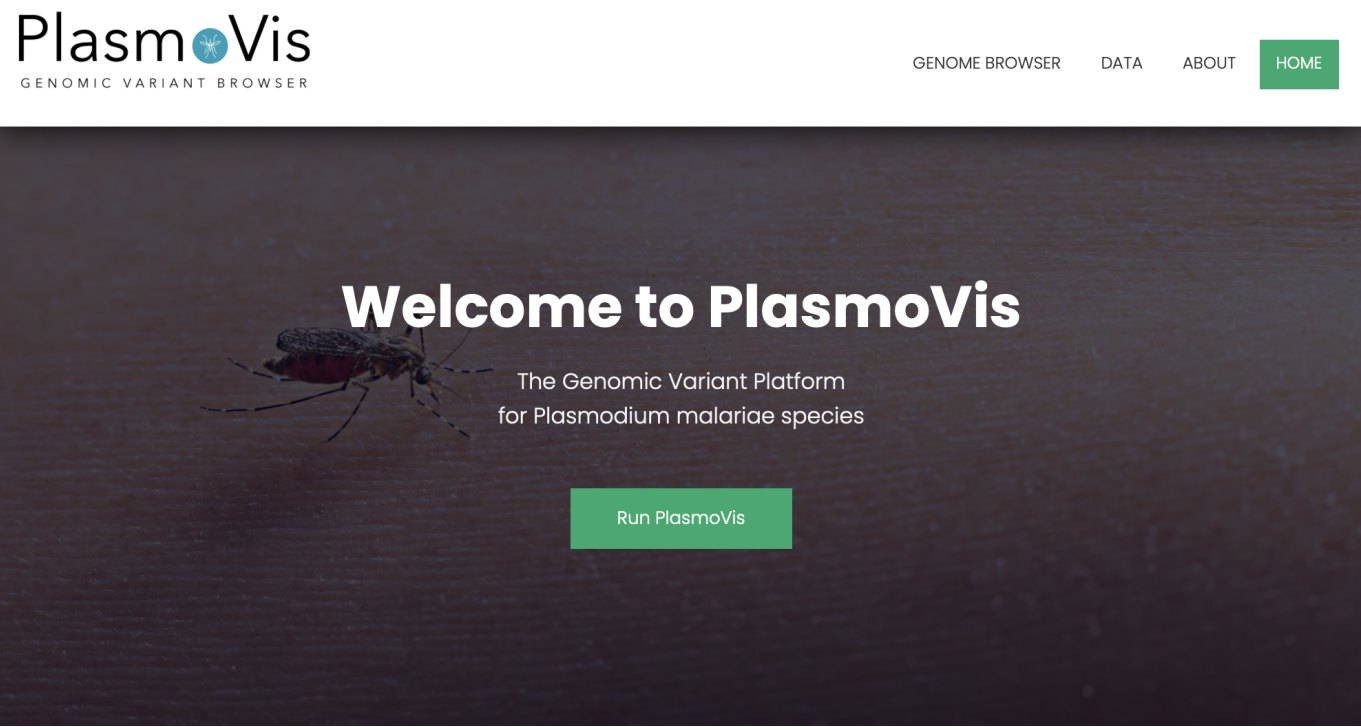 PlasmoVis
GENOMIC VARIANT BROWSER
GENOME BROWSER DATA ABOUT HOME
Welcome to PlasmoVis
The Genomic Variant Platform
for Plasmodium malariae species
Run PlasmoVis